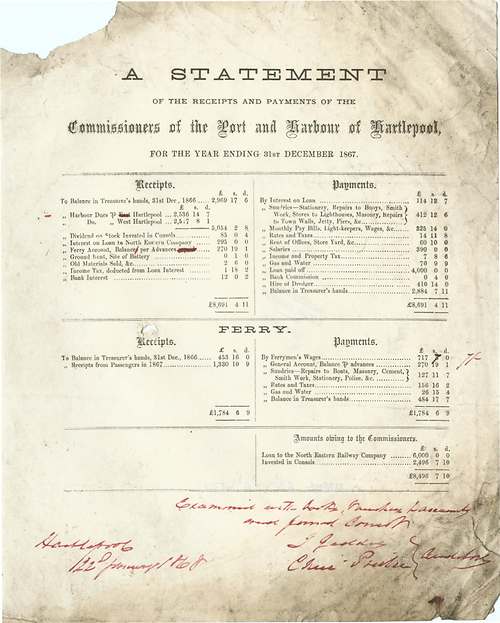 A STATEMENT
OF THE RECEIPTS AND PAYMENTS OF THE
Commissioners of the Port and Harbour of Hartlepool,
FOR THE YEAR ENDING 31ST DECEMBER 1867.
Receipts.
£ s. d.
To Balance in Treasurer's hands, 31st Dec., 1866 .... 2,969 17 6
„ Harbour Dues ⅌ Hartlepool .. 2,536 14 7
„ Do. „ West Hartlepool .. 2,517 8 1
5,054 2 8
„ Dividend on Stock Invested in Consols ........ 85 0 4
„ Interest on Loan to North Eastern Company ........ 295 0 0
„ Ferry Account, Balance ⅌ Advances ........ 270 19 1
„ Ground Rent, Site of Battery ........ 0 1 0
„ Old Materials Sold, &c. ........ 2 6 0
„ Income Tax, deducted from Loan Interest ........ 1 18 2
„ Bank Interest ........ 12 0 2
£8,691 4 11
Payments.
£ s. d.
By Interest on Loan ........ 114 12 7
„ Sundries—Stationery, Repairs to Buoys, Smith
Work, Stores to Lighthouses, Masonry, Repairs
to Town Walls, Jetty, Piers, &c. ........ 412 12 6
„ Monthly Pay Bills, Light-keepers, Wages, &c. ........ 325 14 0
„ Rates and Taxes ........ 14 11 8
„ Rent of Offices, Store Yard, &c. ........ 60 10 0
„ Salaries ........ 390 0 0
„ Income and Property Tax ........ 7 8 6
„ Gas and Water ........ 70 9 9
„ Loan paid off ........ 4,000 0 0
„ Bank Commission ........ 0 4 0
„ Hire of Dredger ........ 410 14 0
„ Balance in Treasurer's hands ........ 2,884 7 11
£8,691 4 11
FERRY.
Receipts.
£ s. d.
To Balance in Treasurer's hands, 31st Dec., 1866 .... 453 16 0
„ Receipts from Passengers in 1867 ........ 1,330 10 9
£1,784 6 9
Payments.
£ s. d.
By Ferrymen's Wages ........ 717 7 0 7/-
„ General Account, Balance ⅌ advances ........ 270 19 1
„ Sundries—Repairs to Boats, Masonry, Cement,
Smith Work, Stationery, Police, &c. ........ 127 11 7
„ Rates and Taxes ........ 156 16 2
„ Gas and Water ........ 26 15 4
„ Balance in Treasurer's hands ........ 484 17 7
£1,784 6 9
Amounts owing to the Commissioners.
£ s. d.
Loan to the North Eastern Railway Company ........ 6,000 0 0
Invested in Consols ........ 2,496 7 10
£8,496 7 10
Examined with books Vouchers
and found Correct
Hartlepool
Auditors